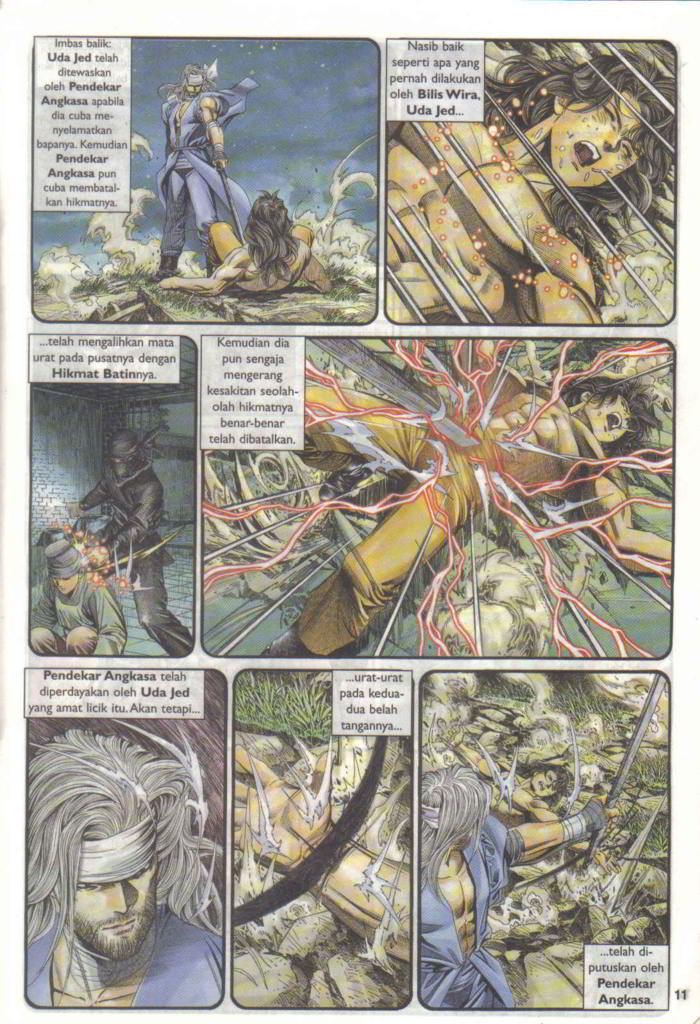 Imbas balik:
Uda Jed telah
ditewaskan
oleh Pendekar
Angkasa apabila
dia cuba me-
nyelamatkan
bapanya. Kemudian
Pendekar
Angkasa pun
cuba membatal-
kan hikmatnya.
Nasib baik
seperti apa yang
pernah dilakukan
oleh Bilis Wira,
Uda Jed...
...telah mengalihkan mata
urat pada pusatnya dengan
Hikmat Batinnya.
Kemudian dia
pun sengaja
mengerang
kesakitan seolah-
olah hikmatnya
benar-benar
telah dibatalkan.
Pendekar Angkasa telah
diperdayakan oleh Uda Jed
yang amat licik itu. Akan tetapi...
...urat-urat
pada kedua-
dua belah
tangannya...
...telah di-
putuskan oleh
Pendekar
Angkasa.
11